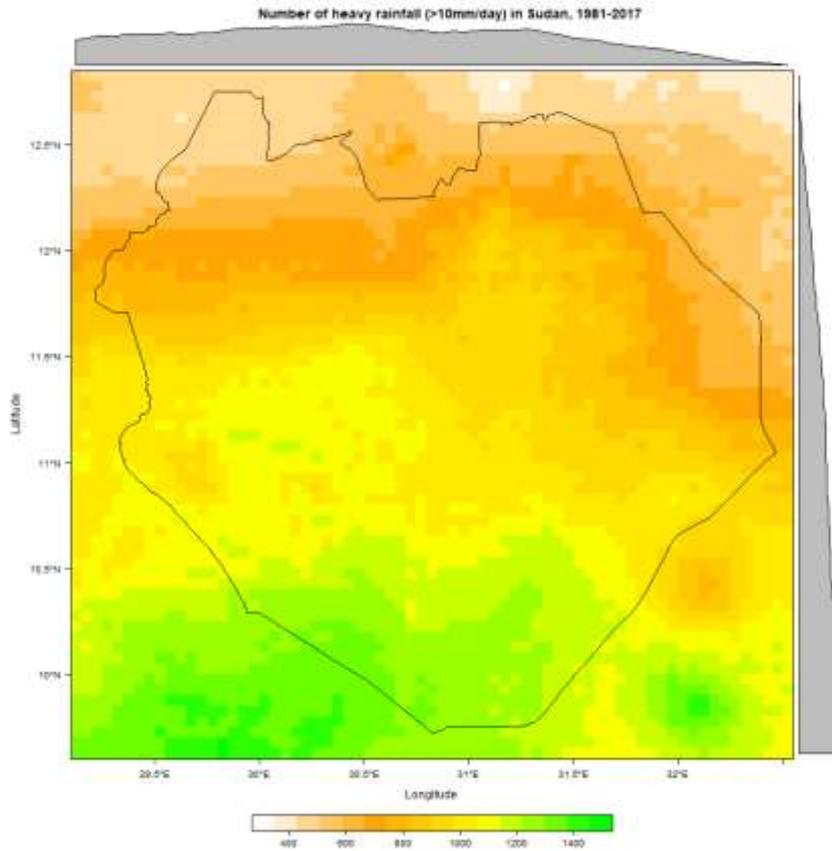 Number of heavy rainfall (>10mm/day) in Sudan, 1981-2017
12.5°N
12°N
11.5°N
11°N
10.5°N
10°N
Latitude
29.5°E 30°E 30.5°E 31°E 31.5°E 32°E
Longitude
400 600 800 1000 1200 1400